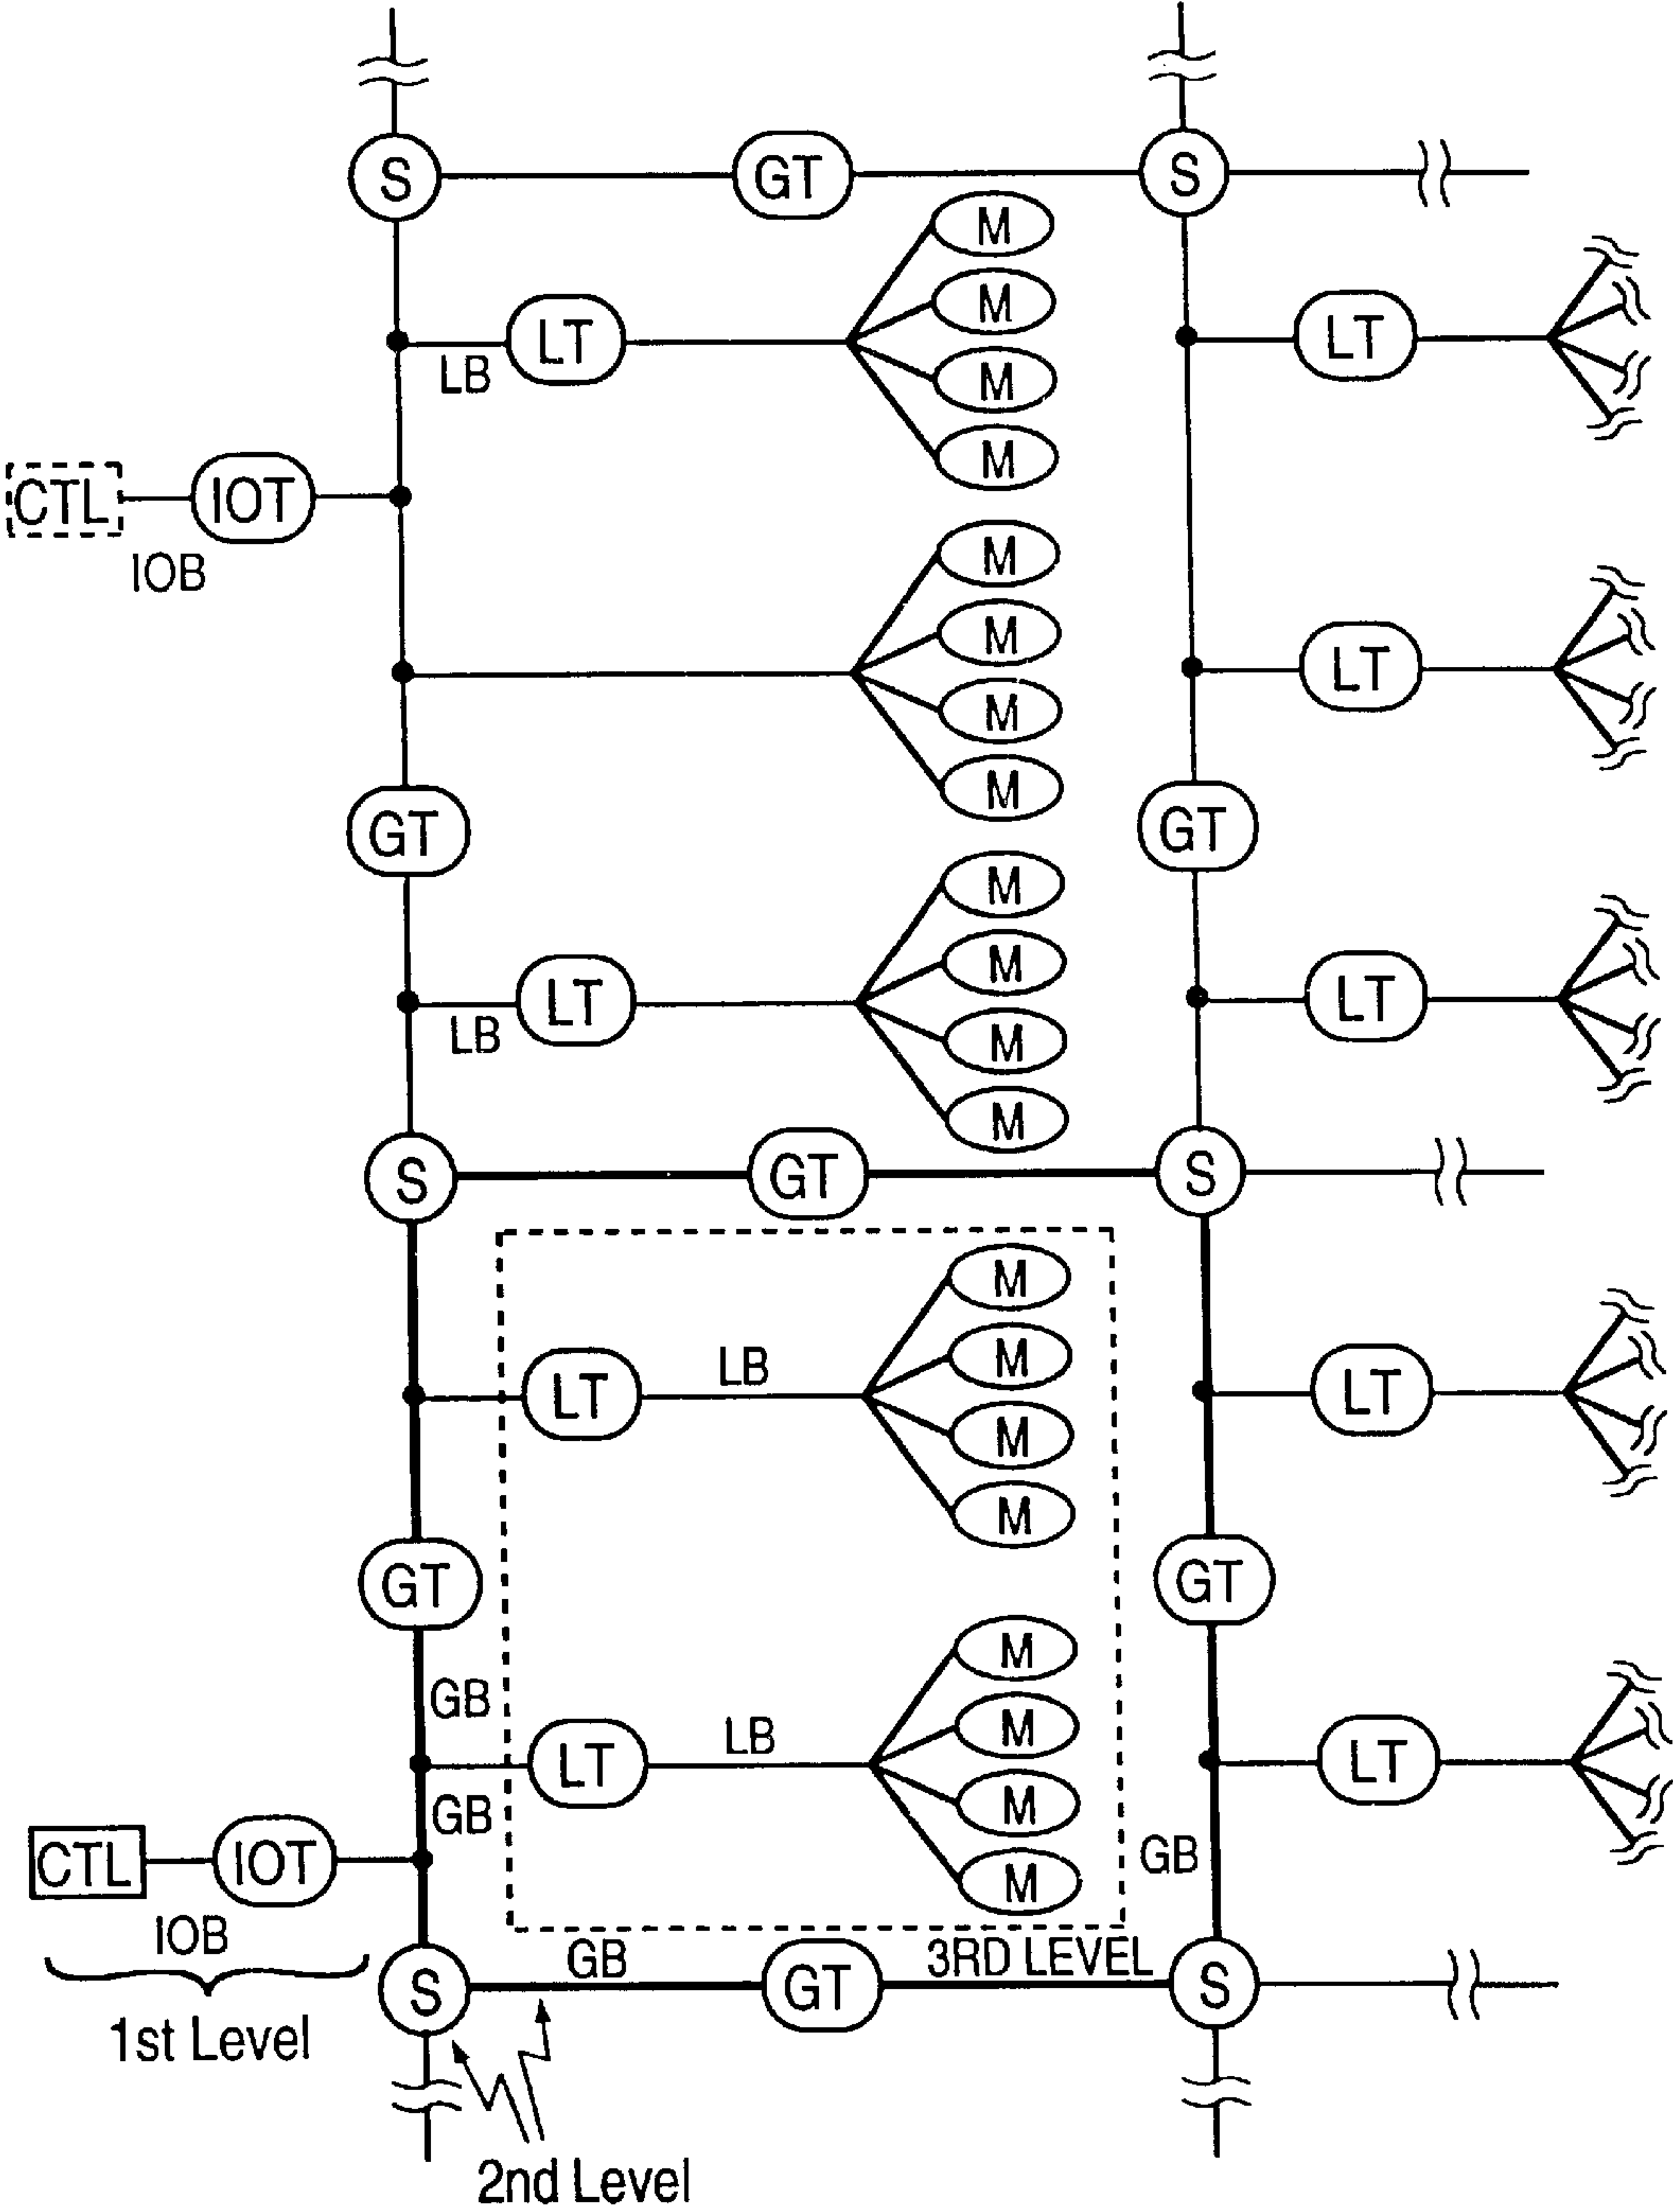 S GT S
M
M
LT LT
LB M
M
CTL IOT
IOB
M
M
LT
M
M
GT GT
M
M
LT LT
LB M
M
S GT S
M
LB M
LT LT
M
M
GT GT
M
GB
LB M
LT LT
GB M
GB
CTL IOT M
IOB
GB 3RD LEVEL
S GT S
1st Level
2nd Level